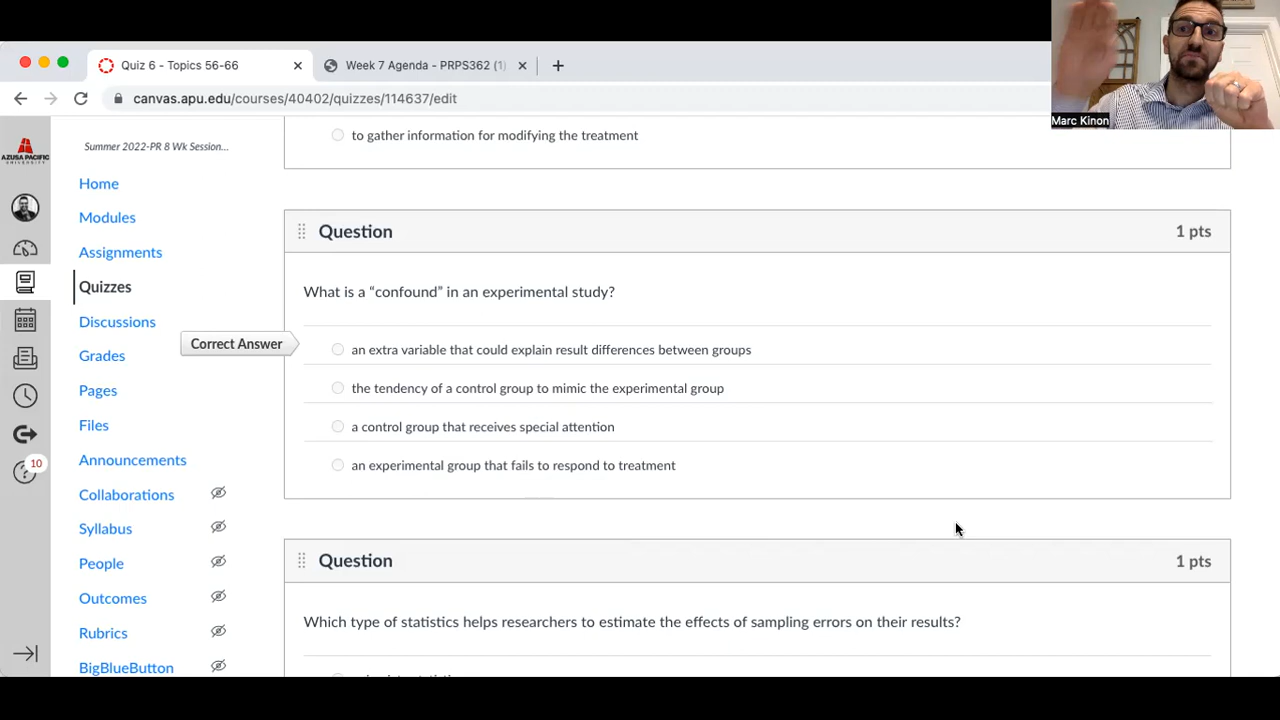 Quiz 6 - Topics 56-66
Week 7 Agenda - PRPS362 (1)
canvas.apu.edu/courses/40402/quizzes/114637/edit
Marc Kinon
AZUSA PACIFIC
UNIVERSITY
Summer 2022-PR 8 Wk Session...
Home
Modules
Assignments
Quizzes
Discussions
Grades
Pages
Files
Announcements
Collaborations
Syllabus
People
Outcomes
Rubrics
BigBlueButton
10
to gather information for modifying the treatment
Question
1 pts
What is a “confound” in an experimental study?
Correct Answer
an extra variable that could explain result differences between groups
the tendency of a control group to mimic the experimental group
a control group that receives special attention
an experimental group that fails to respond to treatment
Question
1 pts
Which type of statistics helps researchers to estimate the effects of sampling errors on their results?